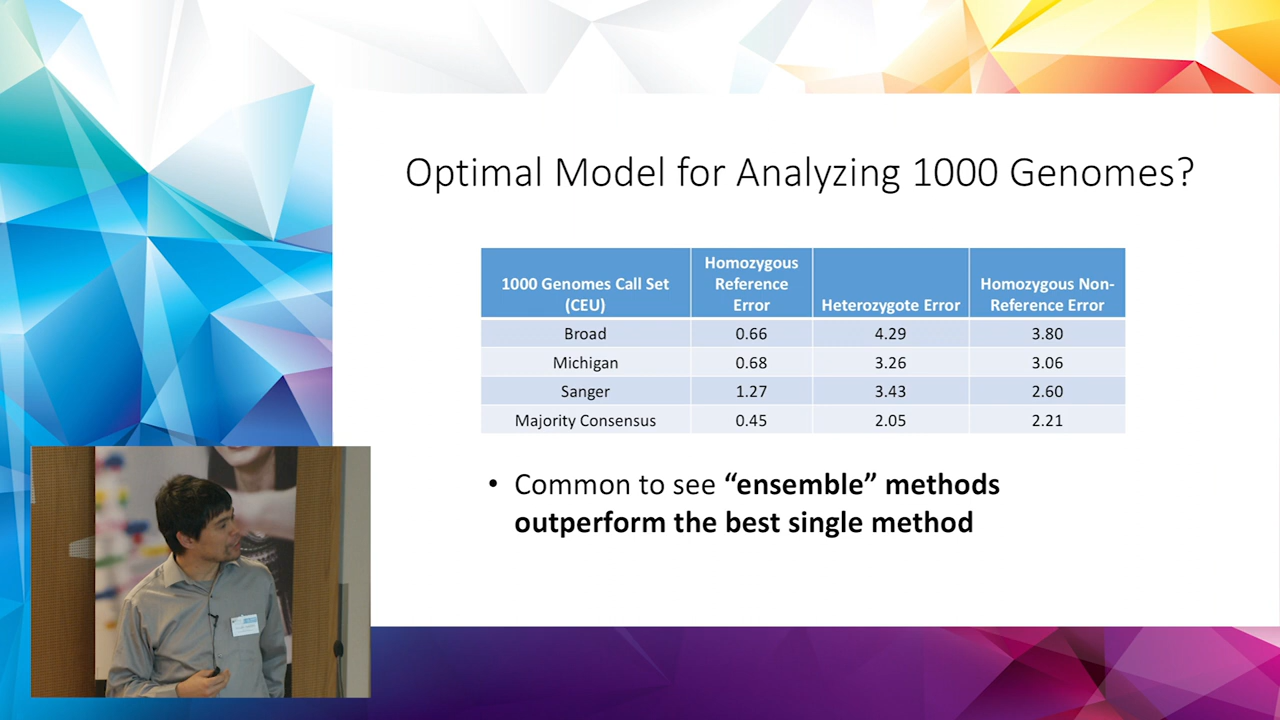 Optimal Model for Analyzing 1000 Genomes?
1000 Genomes Call Set (CEU) Homozygous Reference Error Heterozygote Error Homozygous Non-Reference Error
Broad 0.66 4.29 3.80
Michigan 0.68 3.26 3.06
Sanger 1.27 3.43 2.60
Majority Consensus 0.45 2.05 2.21
• Common to see “ensemble” methods
outperform the best single method